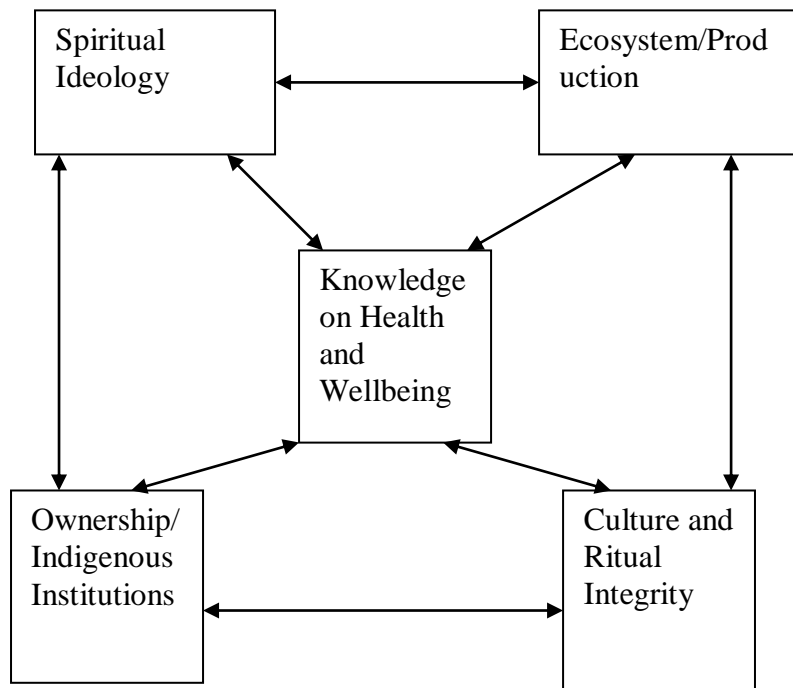 Spiritual
Ideology
Ecosystem/Prod
uction
Knowledge
on Health
and
Wellbeing
Ownership/
Indigenous
Institutions
Culture and
Ritual
Integrity